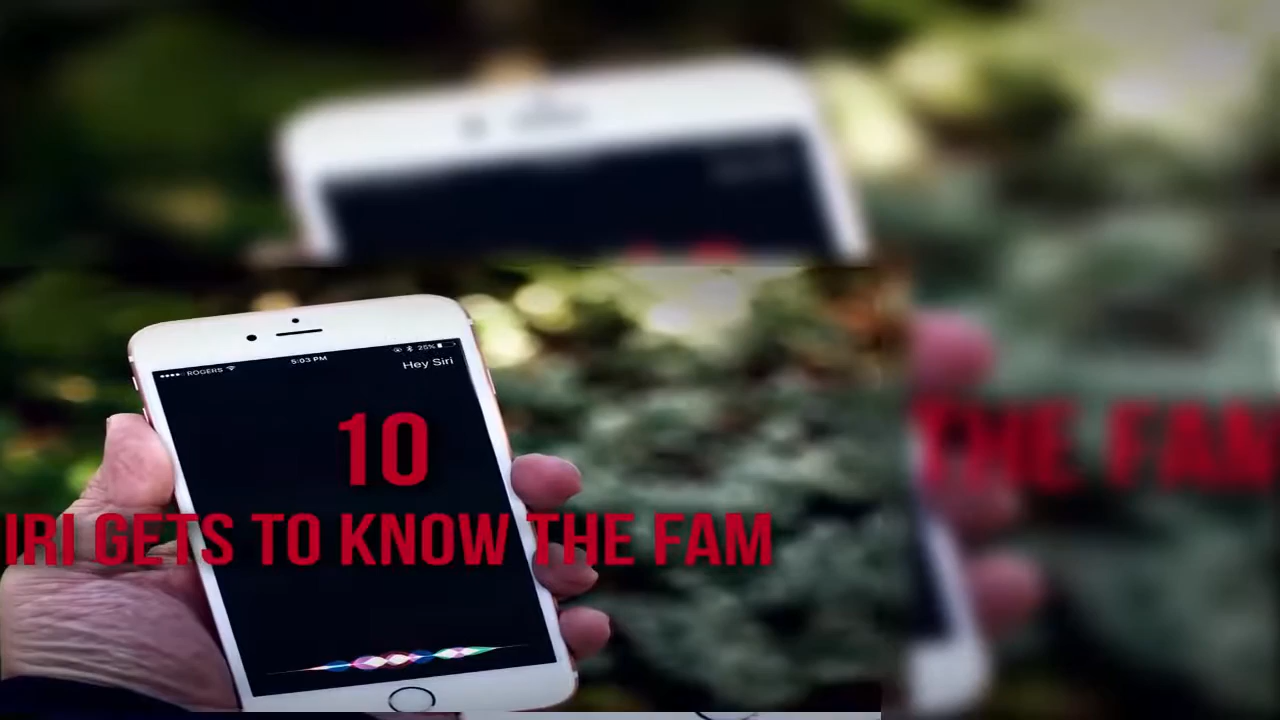 ROGERS 5:03 PM 25%
Hey Siri
10
IRI GETS TO KNOW THE FAM
THE FAM